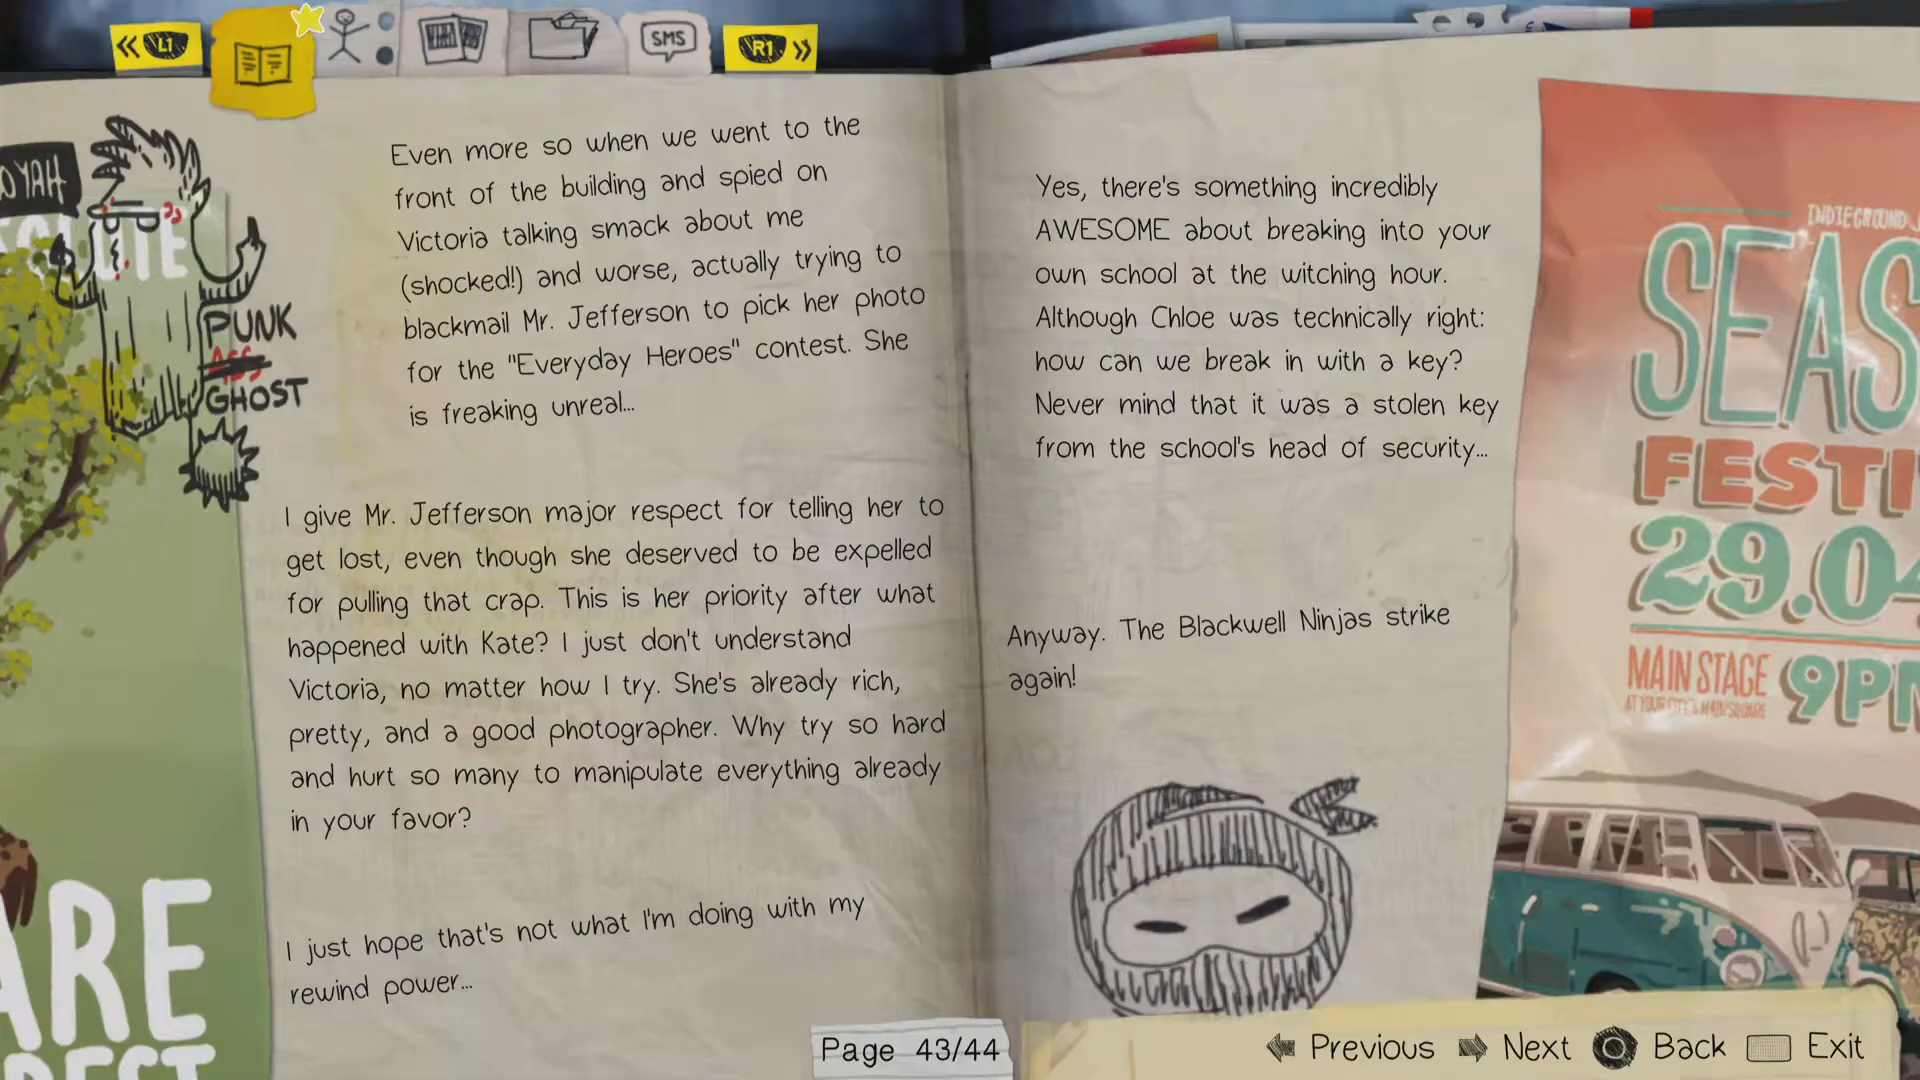 L1
SMS
R1
Even more so when we went to the
front of the building and spied on
Victoria talking smack about me
(shocked!) and worse, actually trying to
blackmail Mr. Jefferson to pick her photo
for the "Everyday Heroes" contest. She
is freaking unreal...
PUNK
ASS
GHOST
I give Mr. Jefferson major respect for telling her to
get lost, even though she deserved to be expelled
for pulling that crap. This is her priority after what
happened with Kate? I just don't understand
Victoria, no matter how I try. She's already rich,
pretty, and a good photographer. Why try so hard
and hurt so many to manipulate everything already
in your favor?
I just hope that's not what I'm doing with my
rewind power...
ARE
Yes, there's something incredibly
AWESOME about breaking into your
own school at the witching hour.
Although Chloe was technically right:
how can we break in with a key?
Never mind that it was a stolen key
from the school's head of security...
Anyway. The Blackwell Ninjas strike
again!
INDIEGROUND
SEAS
FESTI
29.04
MAIN STAGE 9PM
AT YOUR CITY'S MAIN SQUARE
Page 43/44
Previous Next Back Exit